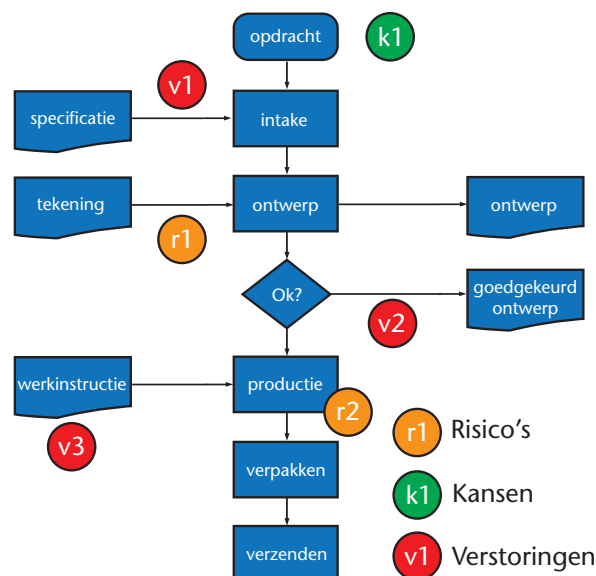 opdracht
k1
v1
specificatie
intake
tekening
ontwerp
ontwerp
r1
Ok?
goedgekeurd
ontwerp
v2
werkinstructie
productie
r2
v3
r1 Risico's
verpakken
k1 Kansen
verzenden
v1 Verstoringen